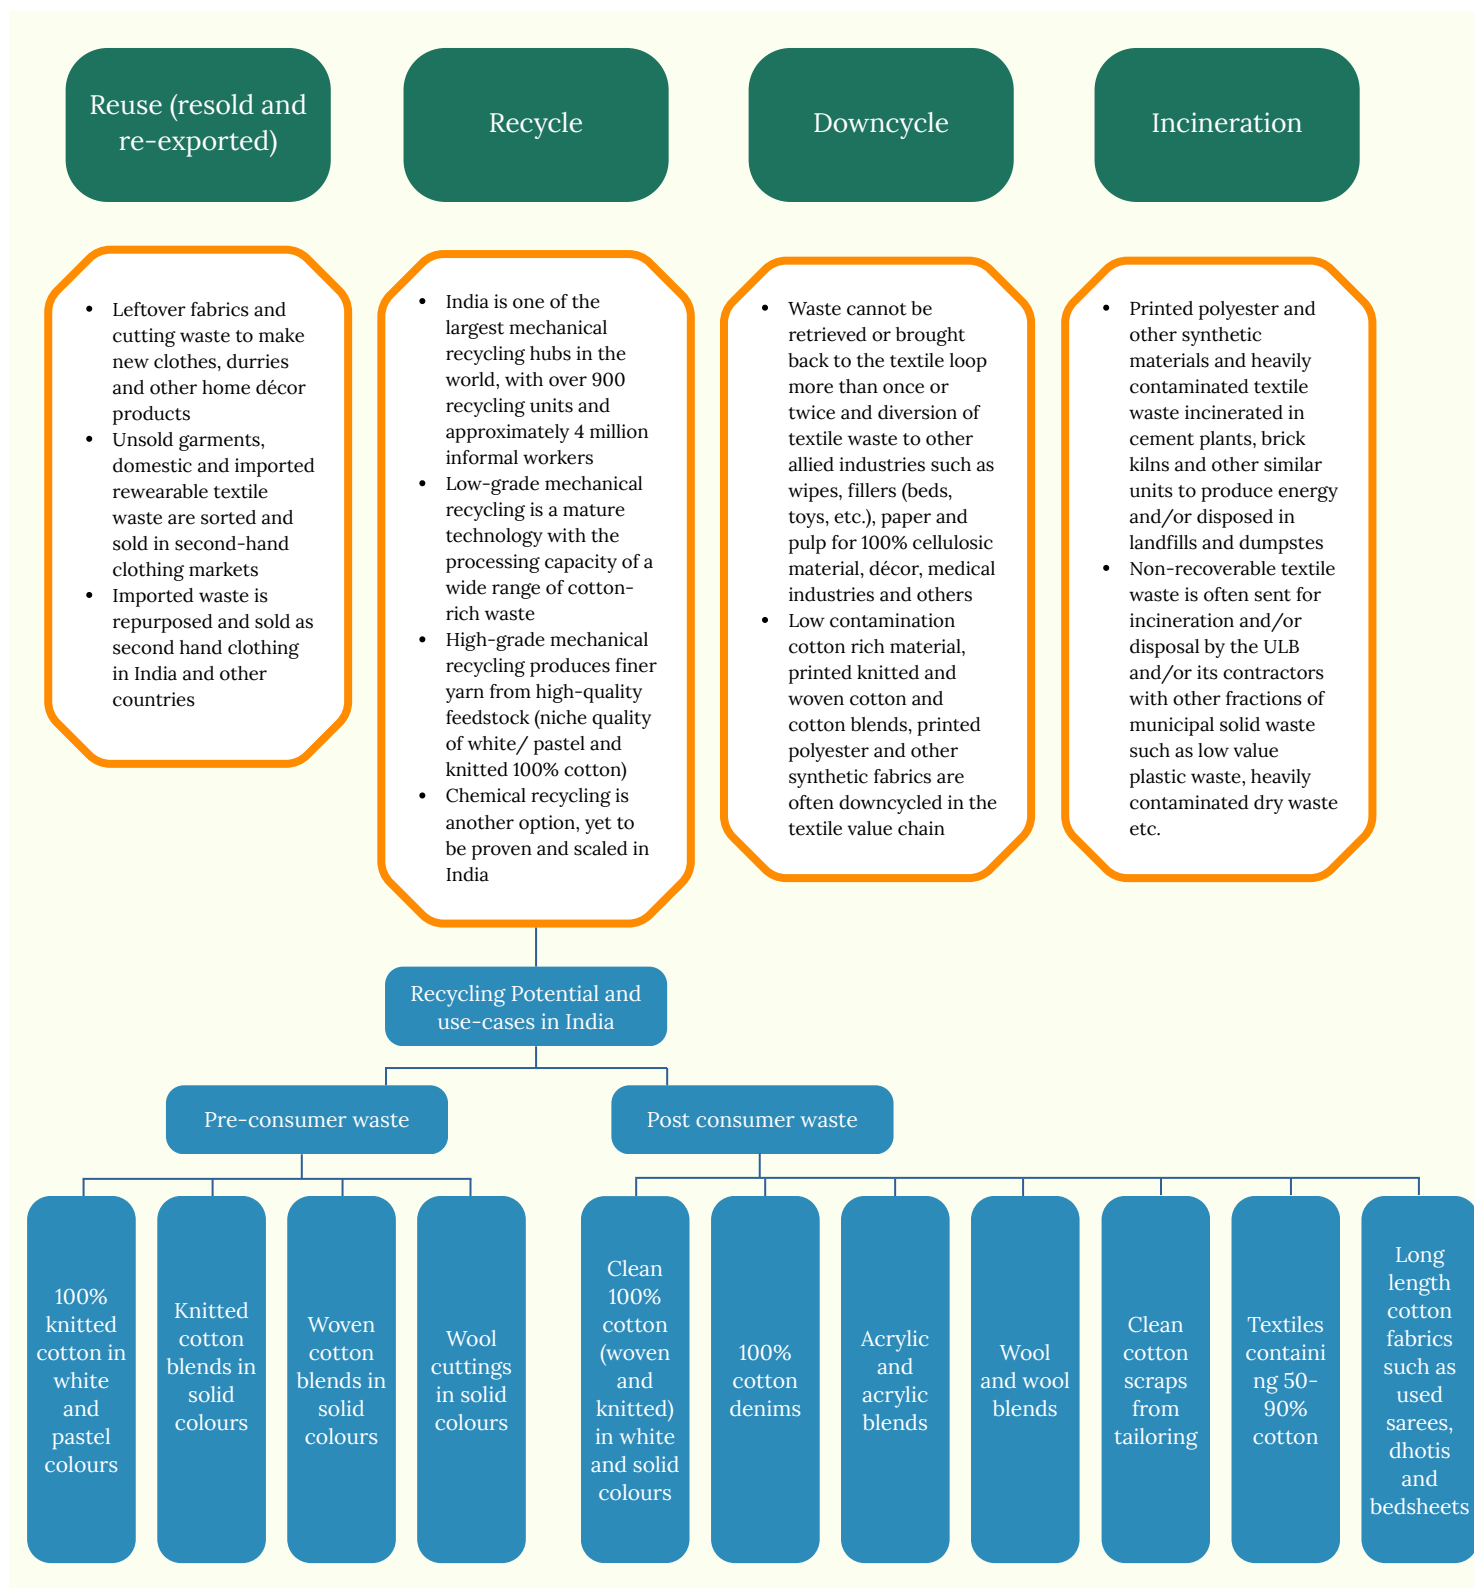 Reuse (resold and
re-exported)
Recycle
Downcycle
Incineration
• Leftover fabrics and
cutting waste to make
new clothes, durries
and other home décor
products
• Unsold garments,
domestic and imported
rewearable textile
waste are sorted and
sold in second-hand
clothing markets
• Imported waste is
repurposed and sold as
second hand clothing
in India and other
countries
• India is one of the
largest mechanical
recycling hubs in the
world, with over 900
recycling units and
approximately 4 million
informal workers
• Low-grade mechanical
recycling is a mature
technology with the
processing capacity of a
wide range of cotton-
rich waste
• High-grade mechanical
recycling produces finer
yarn from high-quality
feedstock (niche quality
of white/ pastel and
knitted 100% cotton)
• Chemical recycling is
another option, yet to
be proven and scaled in
India
• Waste cannot be
retrieved or brought
back to the textile loop
more than once or
twice and diversion of
textile waste to other
allied industries such as
wipes, fillers (beds,
toys, etc.), paper and
pulp for 100% cellulosic
material, décor, medical
industries and others
• Low contamination
cotton rich material,
printed knitted and
woven cotton and
cotton blends, printed
polyester and other
synthetic fabrics are
often downcycled in the
textile value chain
• Printed polyester and
other synthetic
materials and heavily
contaminated textile
waste incinerated in
cement plants, brick
kilns and other similar
units to produce energy
and/or disposed in
landfills and dumpstes
• Non-recoverable textile
waste is often sent for
incineration and/or
disposal by the ULB
and/or its contractors
with other fractions of
municipal solid waste
such as low value
plastic waste, heavily
contaminated dry waste
etc.
Recycling Potential and
use-cases in India
Pre-consumer waste
Post consumer waste
100%
knitted
cotton in
white
and
pastel
colours
Knitted
cotton
blends in
solid
colours
Woven
cotton
blends in
solid
colours
Wool
cuttings
in solid
colours
Clean
100%
cotton
(woven
and
knitted)
in white
and solid
colours
100%
cotton
denims
Acrylic
and
acrylic
blends
Wool
and wool
blends
Clean
cotton
scraps
from
tailoring
Textiles
containi
ng 50-
90%
cotton
Long
length
cotton
fabrics
such as
used
sarees,
dhotis
and
bedsheets